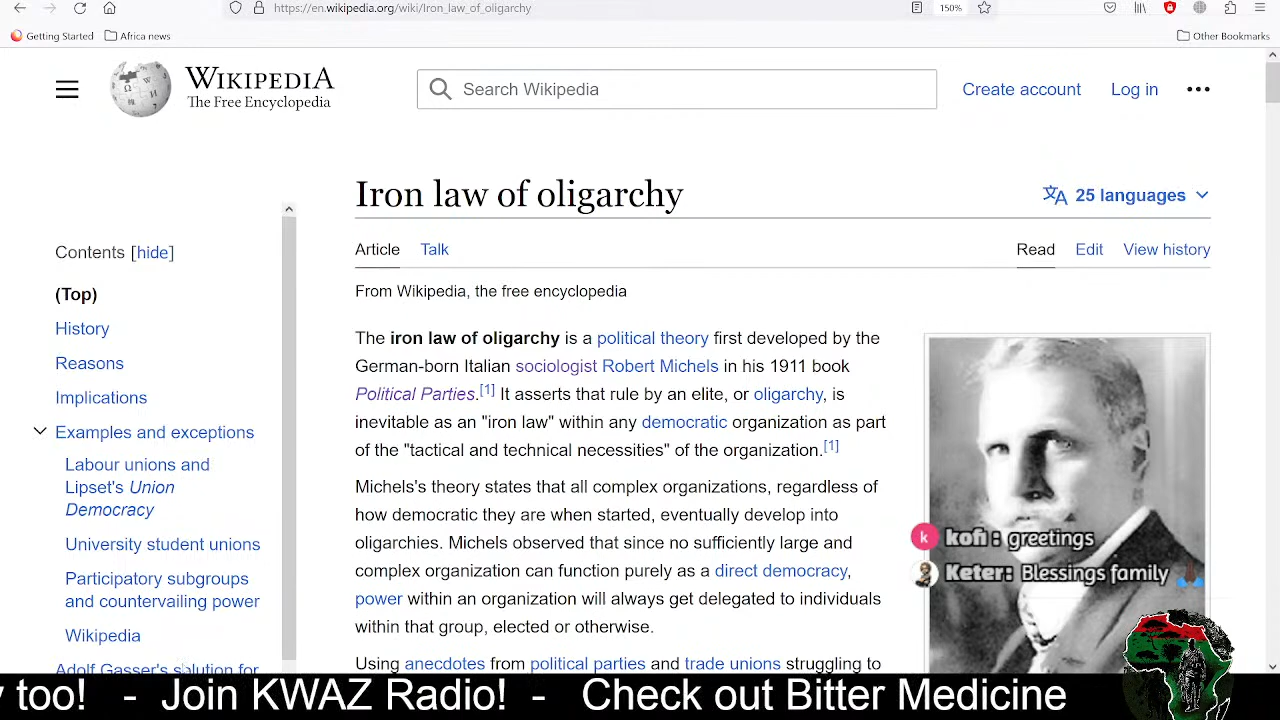 https://en.wikipedia.org/wiki/Iron_law_of_oligarchy
150%
Getting Started
Africa news
Other Bookmarks
WIKIPEDIA
The Free Encyclopedia
Search Wikipedia
Create account
Log in
Iron law of oligarchy
25 languages
Contents [hide]
(Top)
History
Reasons
Implications
Examples and exceptions
Labour unions and
Lipset's Union
Democracy
University student unions
Participatory subgroups
and countervailing power
Wikipedia
Adolf Gasser's solution for
Article
Talk
Read
Edit
View history
From Wikipedia, the free encyclopedia
The iron law of oligarchy is a political theory first developed by the
German-born Italian sociologist Robert Michels in his 1911 book
Political Parties.[1] It asserts that rule by an elite, or oligarchy, is
inevitable as an "iron law" within any democratic organization as part
of the "tactical and technical necessities" of the organization.[1]
Michels's theory states that all complex organizations, regardless of
how democratic they are when started, eventually develop into
oligarchies. Michels observed that since no sufficiently large and
complex organization can function purely as a direct democracy,
power within an organization will always get delegated to individuals
within that group, elected or otherwise.
Using anecdotes from political parties and trade unions struggling to
k
kofi : greetings
Keter: Blessings family
y too! - Join KWAZ Radio! - Check out Bitter Medicine